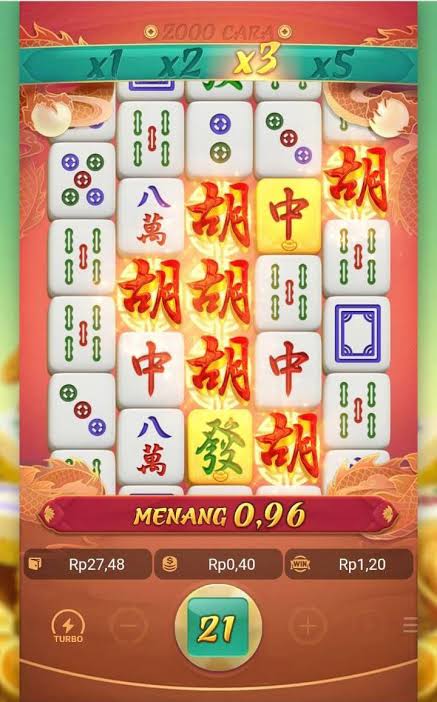 2000 CARA
x1 x2 x3 x5
胡
八萬 胡 中
胡 胡
中 胡 中
八萬 發 胡
MENANG 0,96
Rp27,48 Rp0,40 WIN Rp1,20
TURBO 21